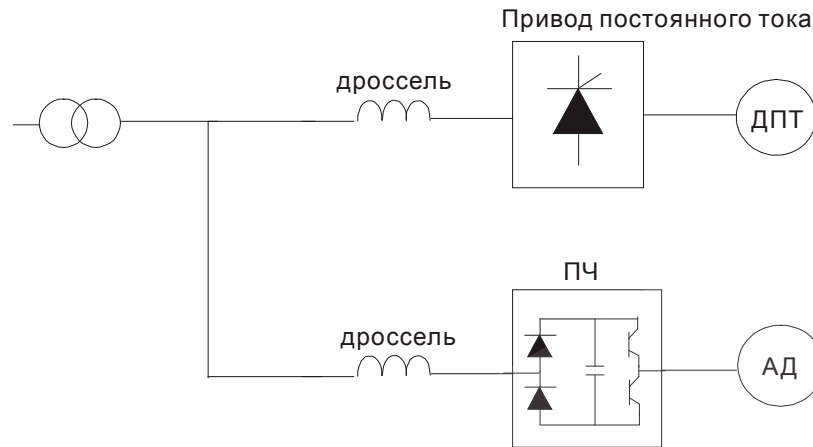 Привод постоянного тока
дроссель
ДПТ
ПЧ
дроссель
АД